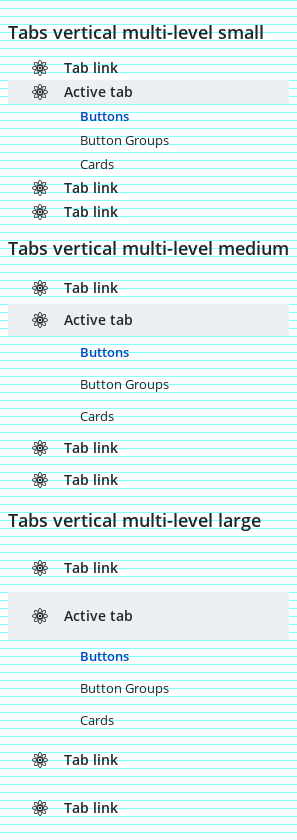 Tabs vertical multi-level small
Tab link
Active tab
Buttons
Button Groups
Cards
Tab link
Tab link
Tabs vertical multi-level medium
Tab link
Active tab
Buttons
Button Groups
Cards
Tab link
Tab link
Tabs vertical multi-level large
Tab link
Active tab
Buttons
Button Groups
Cards
Tab link
Tab link